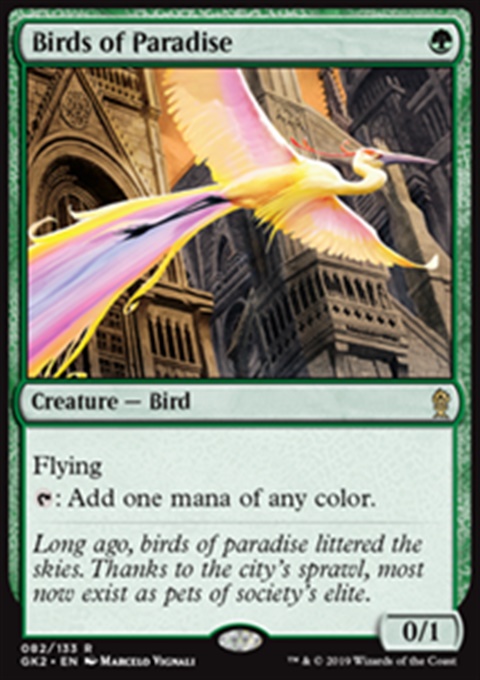 Birds of Paradise
Creature — Bird
Flying
: Add one mana of any color.
Long ago, birds of paradise littered the
skies. Thanks to the city's sprawl, most
now exist as pets of society's elite.
0/1
082/133 R
GK2 • EN Marcelo Vignali
™ & © 2019 Wizards of the Coast